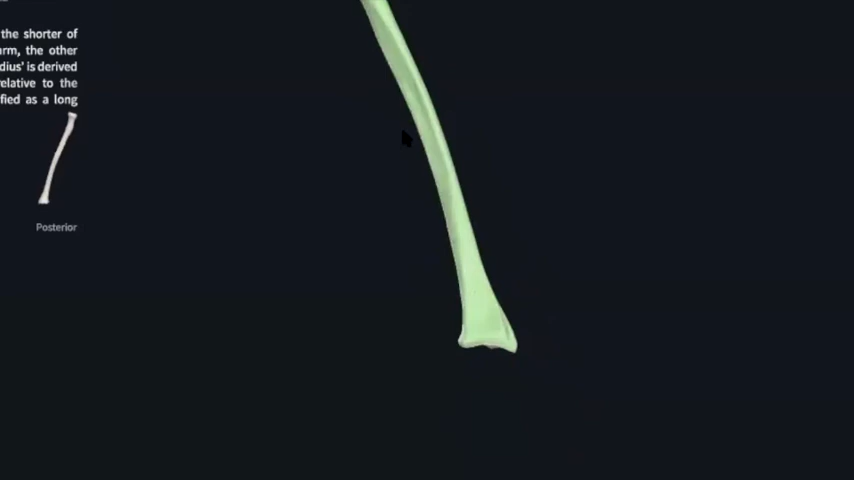 the shorter of
arm, the other
dius' is derived
relative to the
fied as a long
Posterior